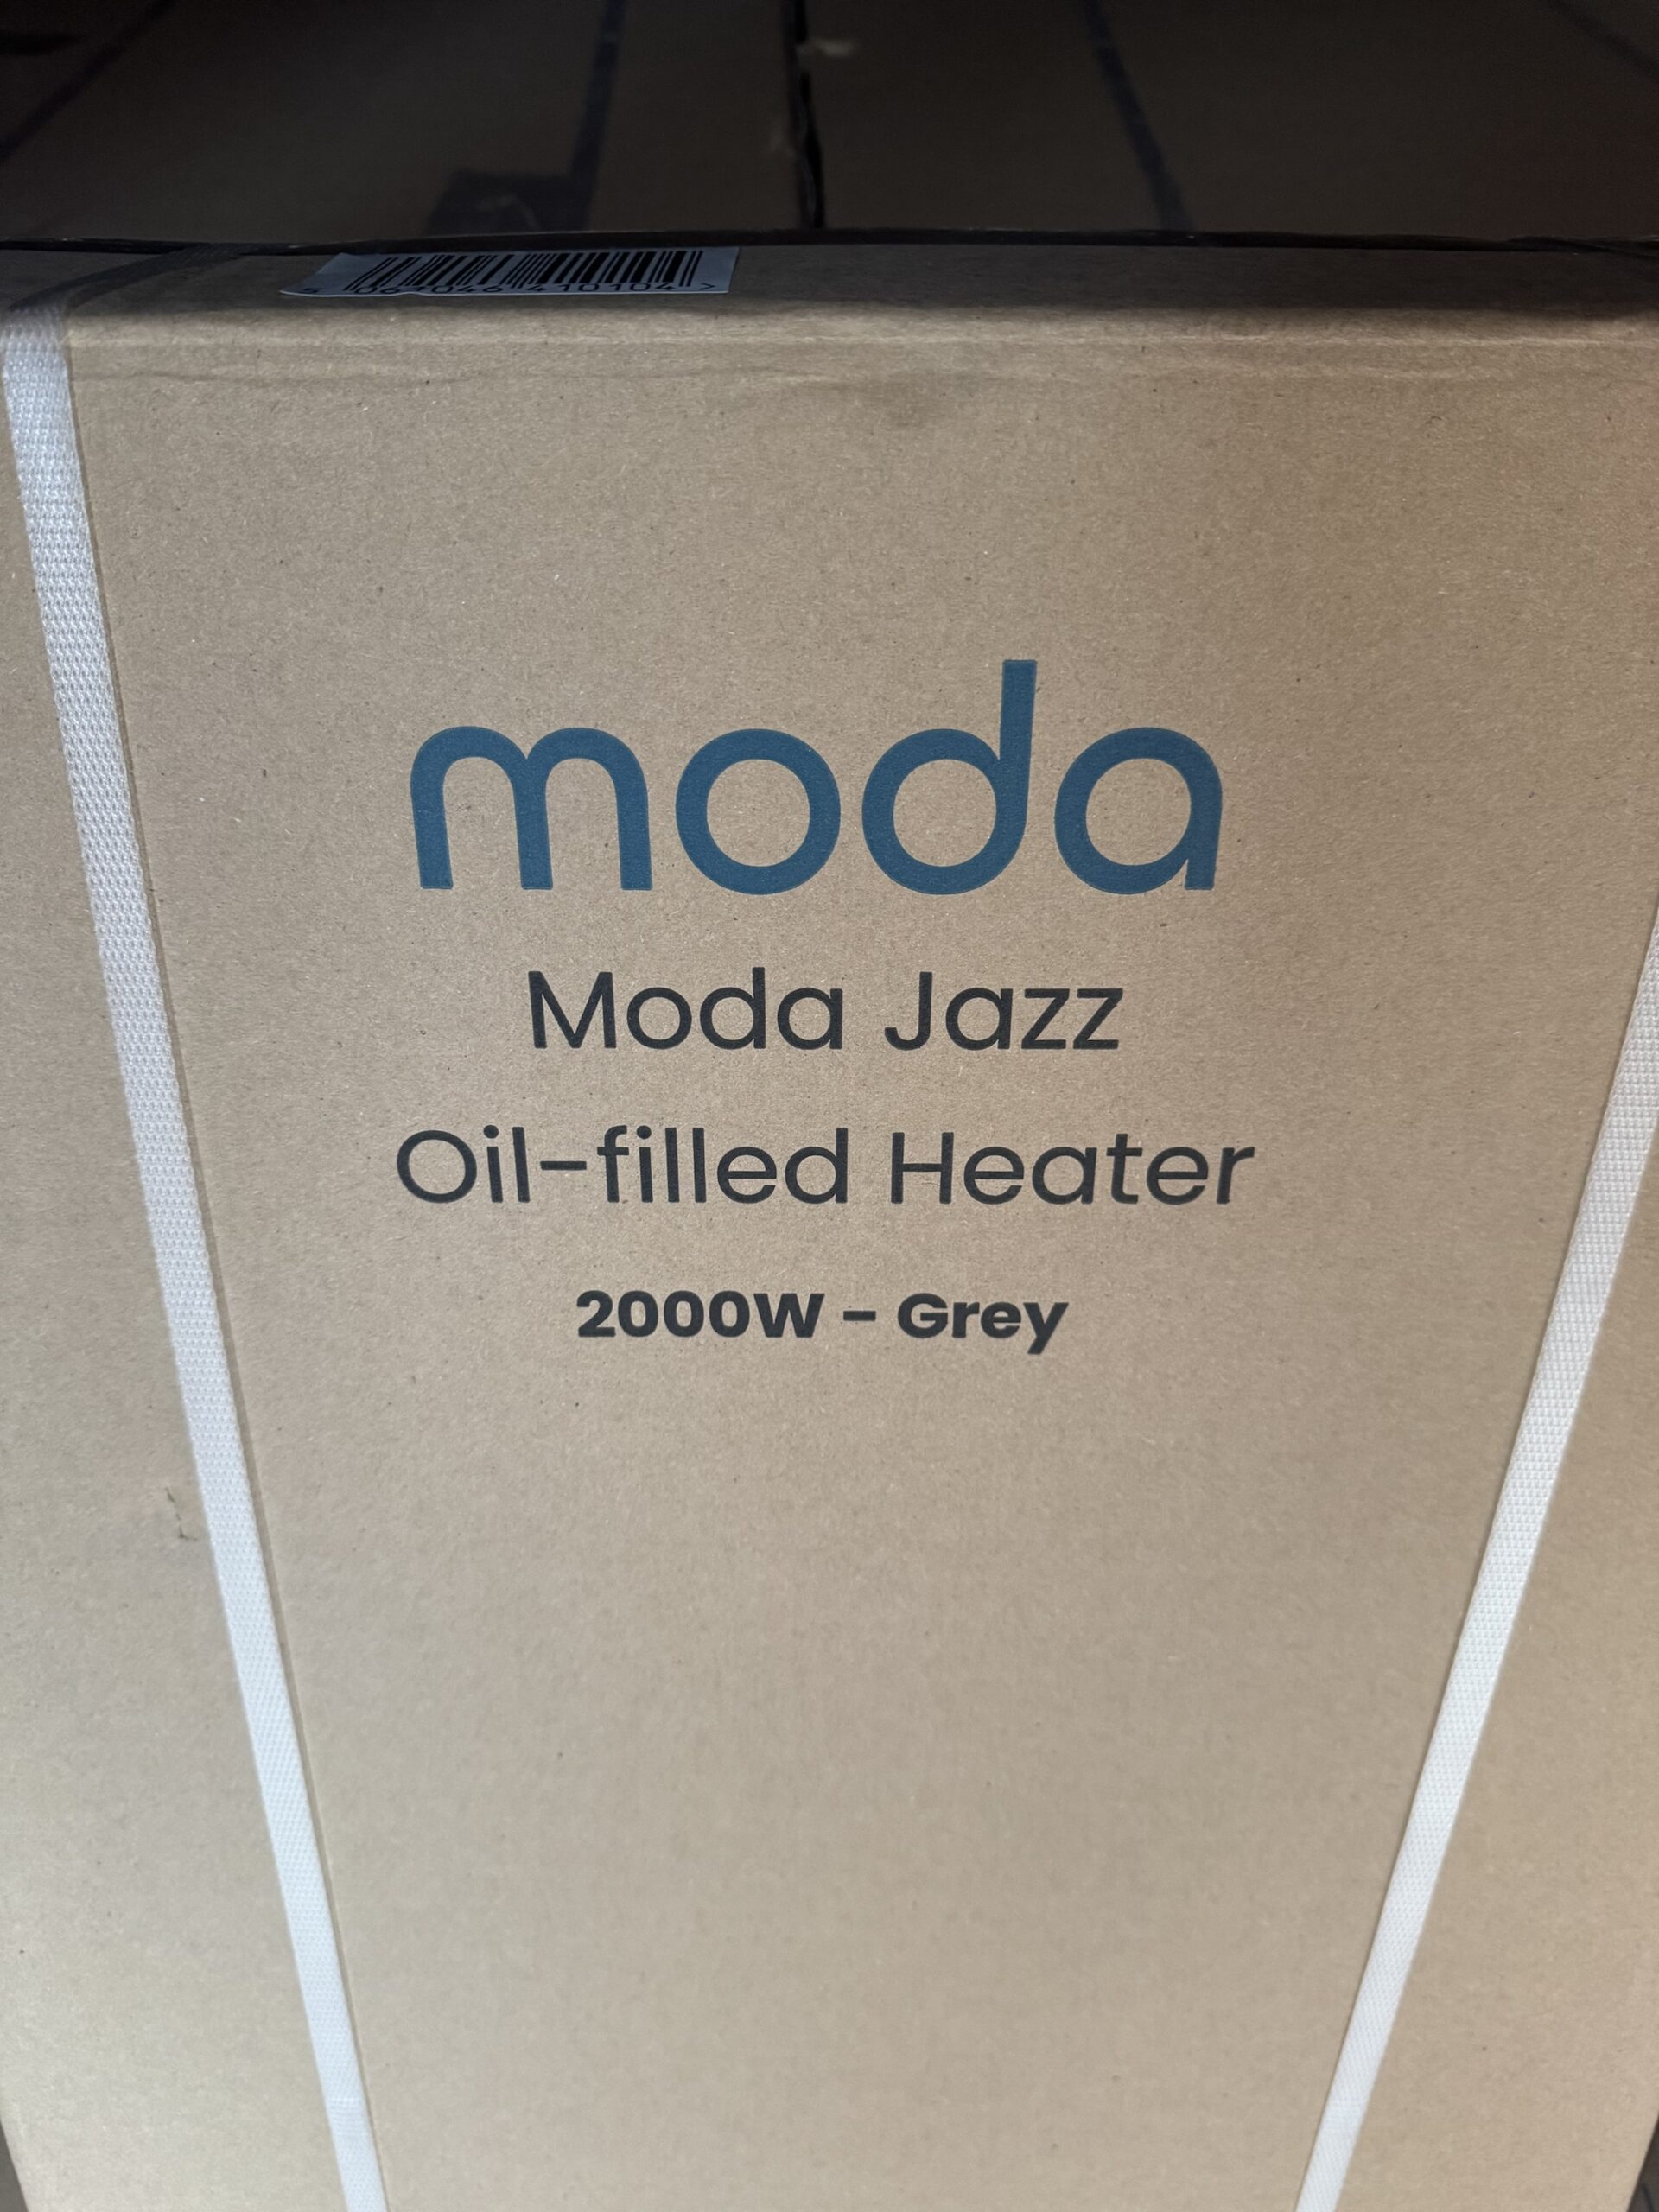 moda
Moda Jazz
Oil-filled Heater
2000W - Grey